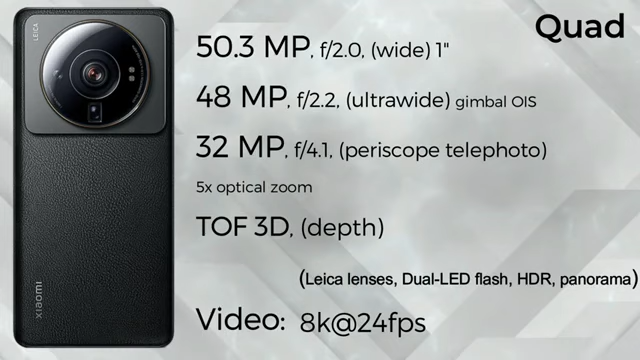 Quad
LEICA
50.3 MP, f/2.0, (wide) 1"
48 MP, f/2.2, (ultrawide) gimbal OIS
32 MP, f/4.1, (periscope telephoto)
5x optical zoom
TOF 3D, (depth)
(Leica lenses, Dual-LED flash, HDR, panorama)
xiaomi
Video: 8k@24fps